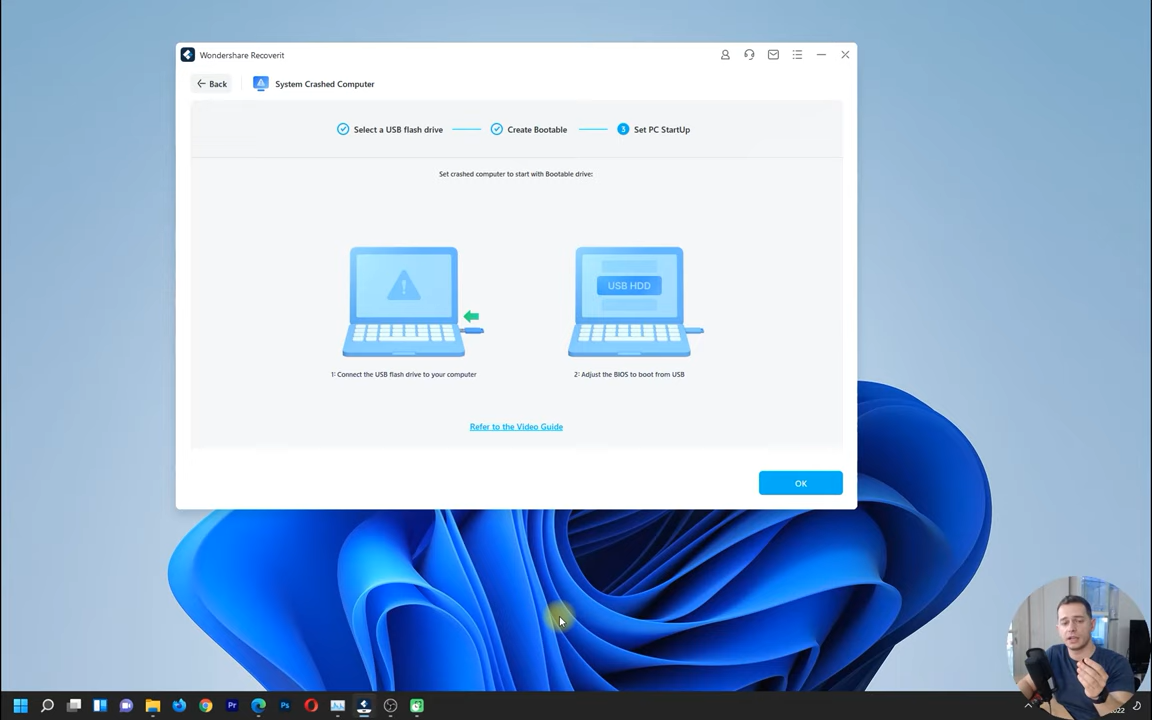 Wondershare Recoverit
Back
System Crashed Computer
Select a USB flash drive
Create Bootable
3
Set PC StartUp
Set crashed computer to start with Bootable drive:
!
USB HDD
1: Connect the USB flash drive to your computer
2: Adjust the BIOS to boot from USB
Refer to the Video Guide
OK
Pr
Ps